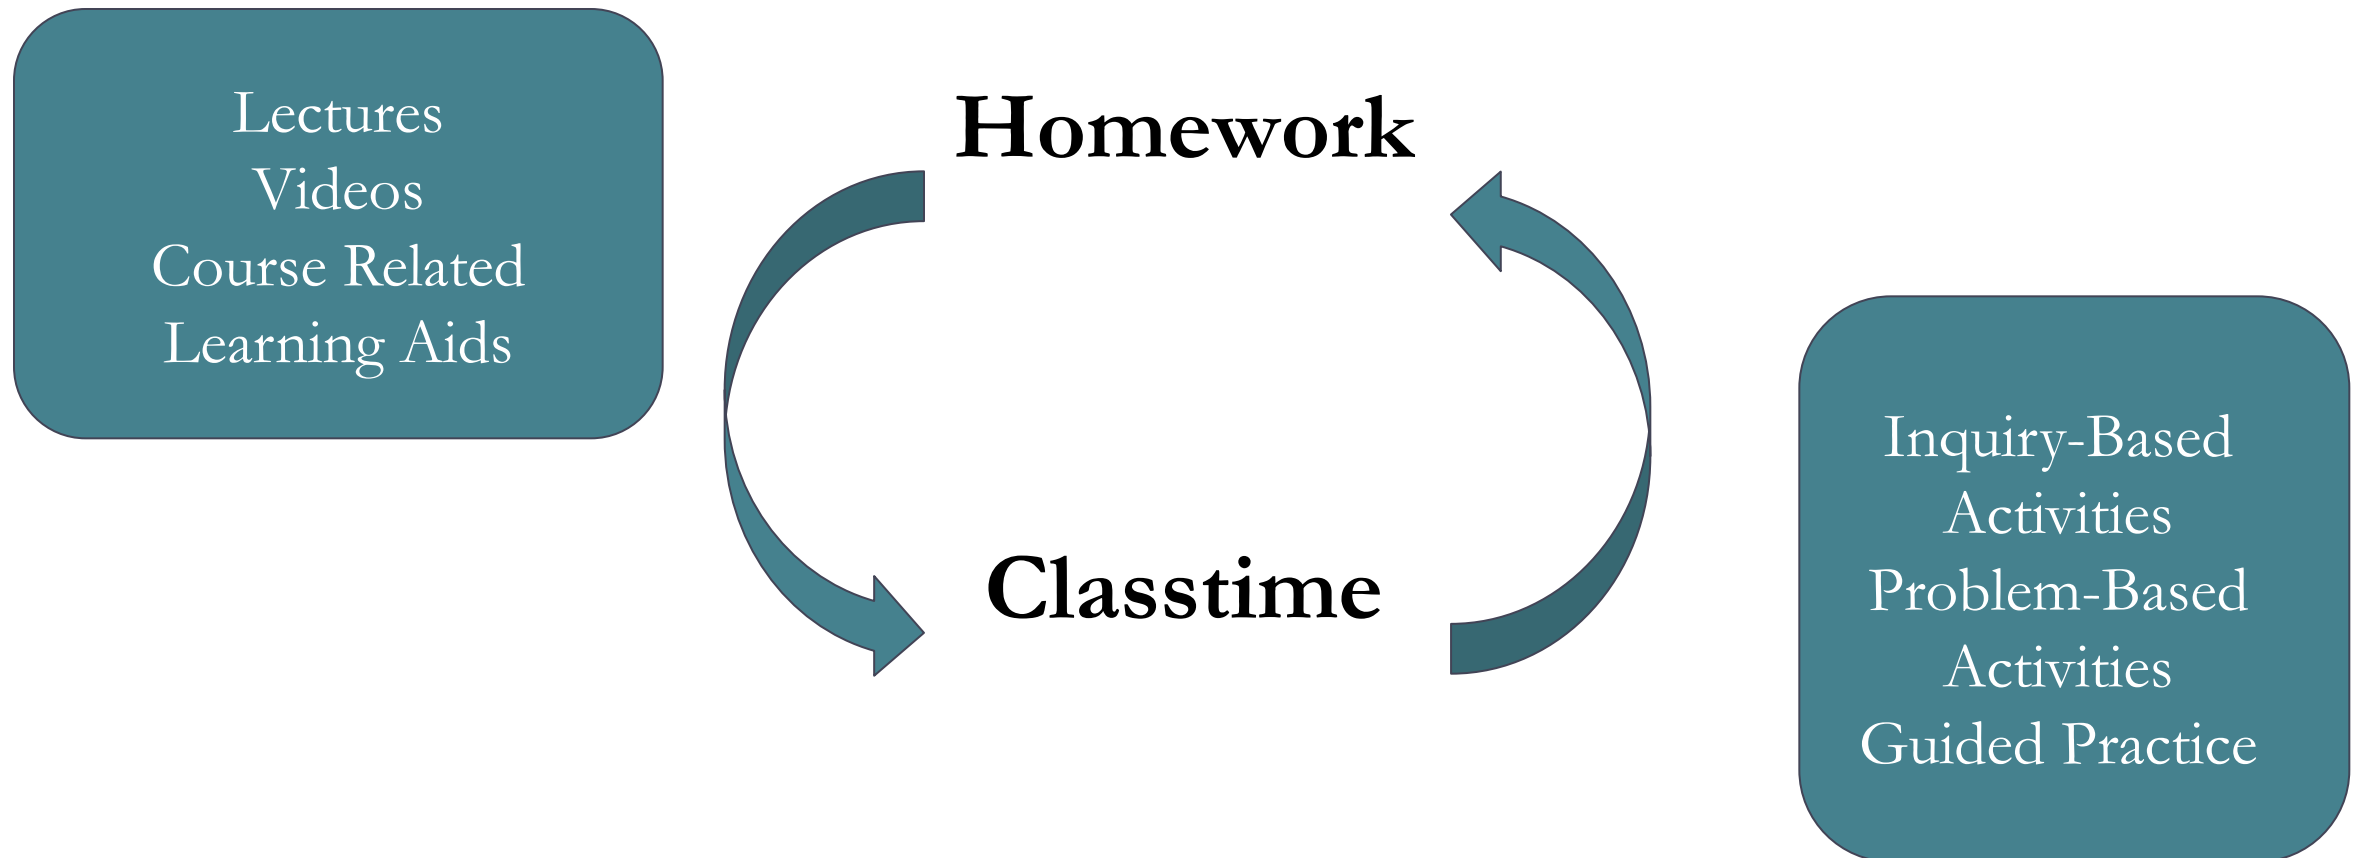 Lectures
Videos
Course Related
Learning Aids
Homework
Classtime
Inquiry-Based
Activities
Problem-Based
Activities
Guided Practice